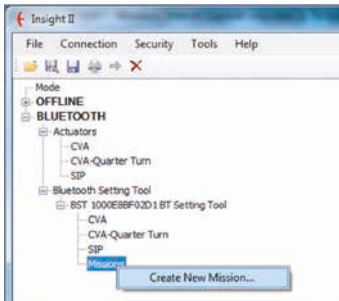 Insight II
File Connection Security Tools Help
Mode
OFFLINE
BLUETOOTH
Actuators
CVA
CVA-Quarter Turn
SIP
Bluetooth Setting Tool
BST 1000E8BF02D1 BT Setting Tool
CVA
CVA-Quarter Turn
SIP
Missions
Create New Mission...